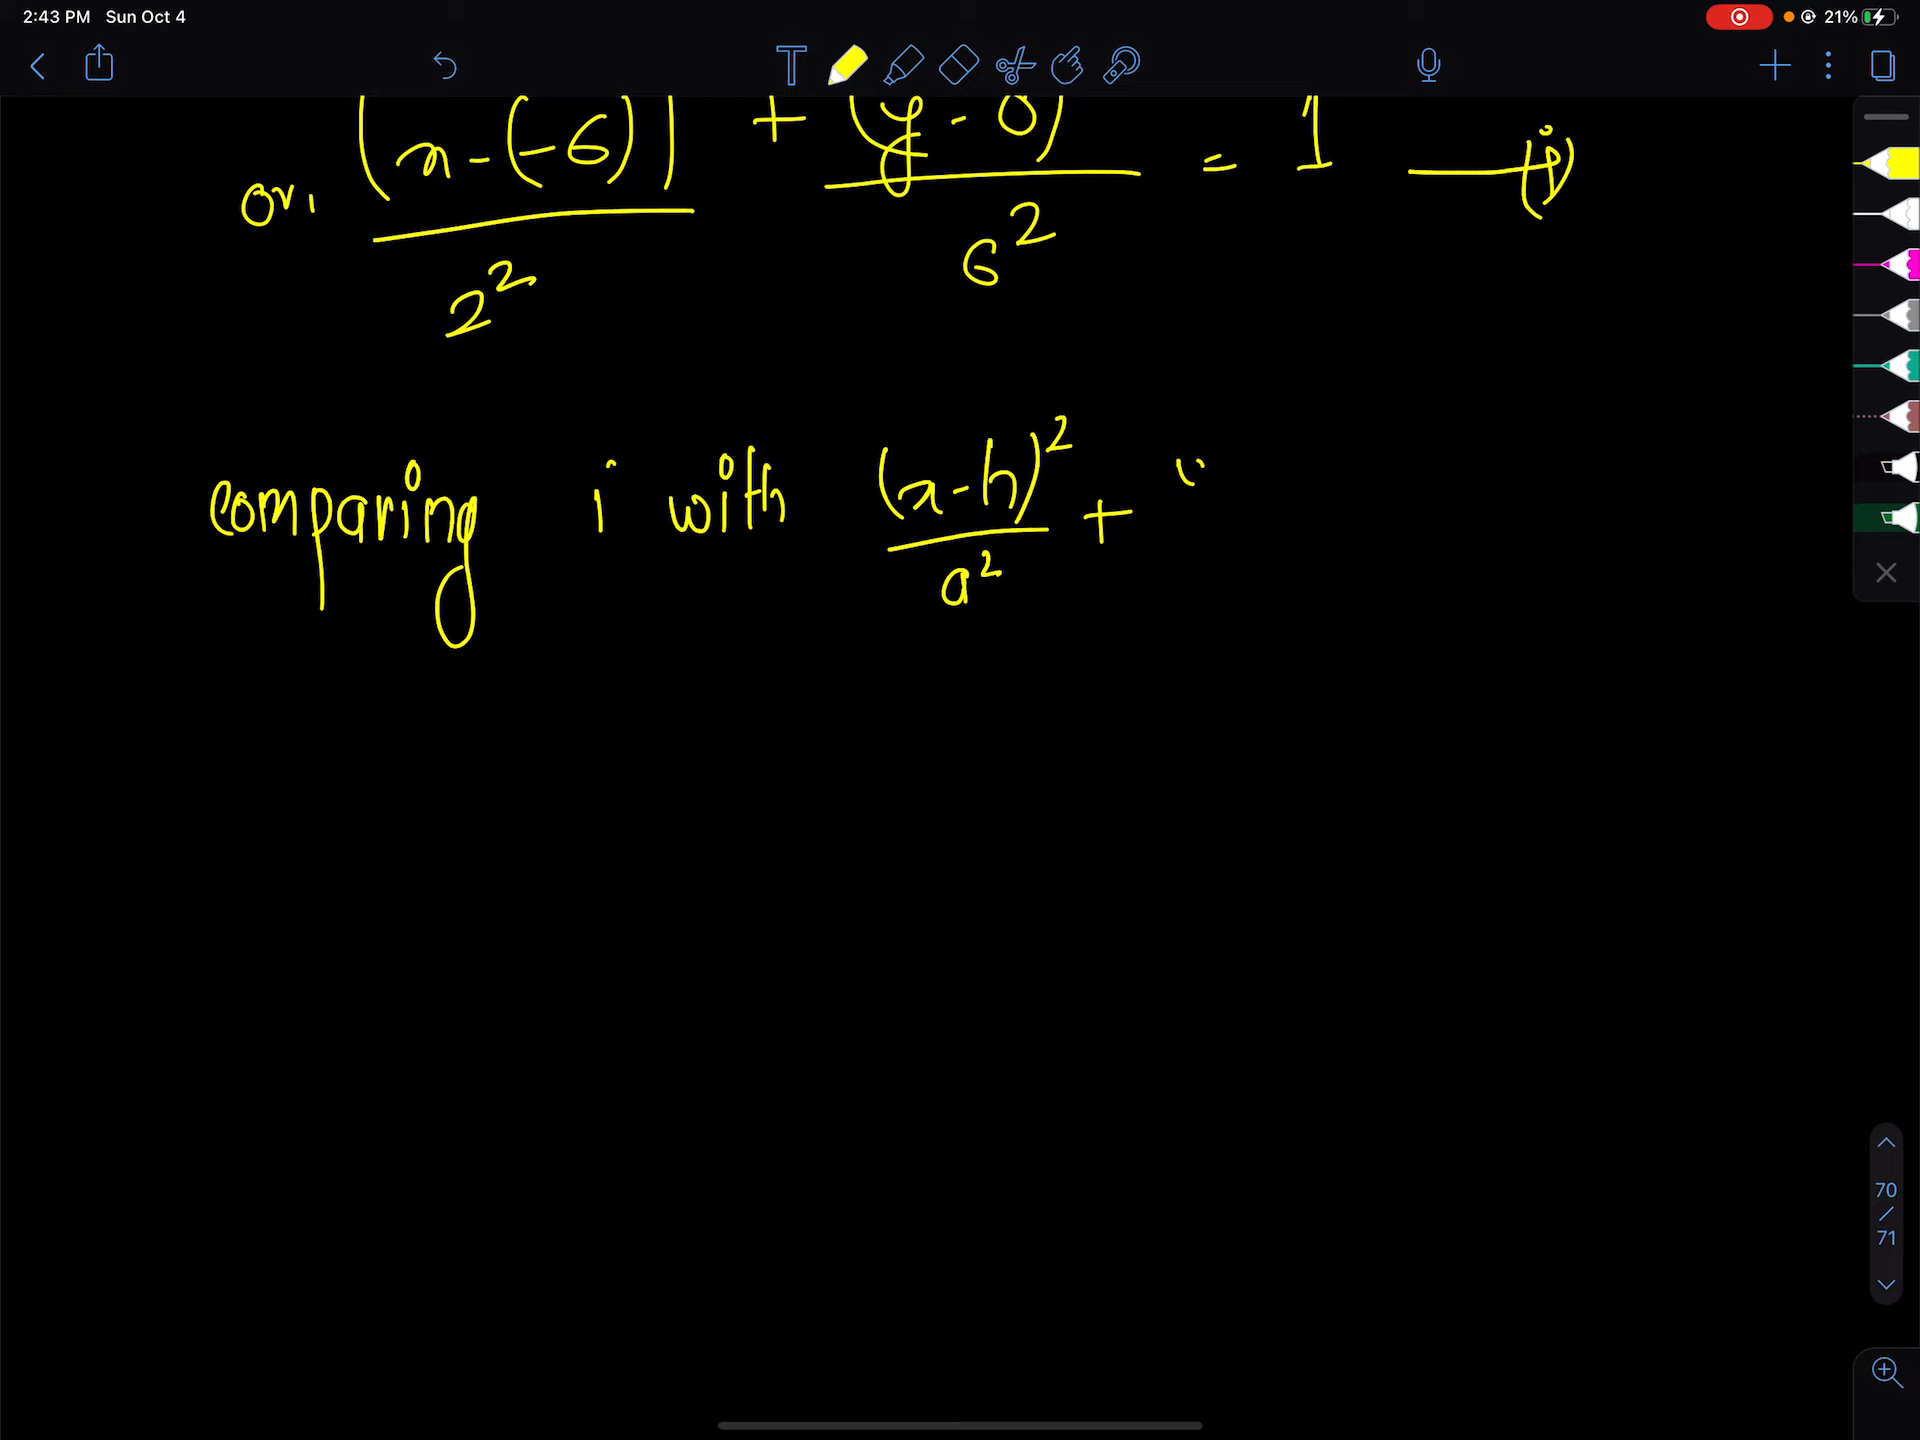 2:43 PM Sun Oct 4 21%
or, (x-(-6)) / 2² + (y-0) / 6² = 1 —— (i)
comparing i with (x-h)² / a² + (
70
/
71